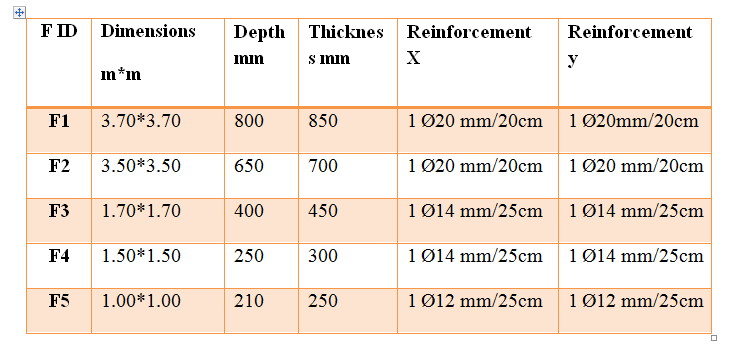 F ID Dimensions Depth Thicknes Reinforcement Reinforcement
m*m mm s mm X y
F1 3.70*3.70 800 850 1 Ø20 mm/20cm 1 Ø20mm/20cm
F2 3.50*3.50 650 700 1 Ø20 mm/20cm 1 Ø20 mm/20cm
F3 1.70*1.70 400 450 1 Ø14 mm/25cm 1 Ø14 mm/25cm
F4 1.50*1.50 250 300 1 Ø14 mm/25cm 1 Ø14 mm/25cm
F5 1.00*1.00 210 250 1 Ø12 mm/25cm 1 Ø12 mm/25cm